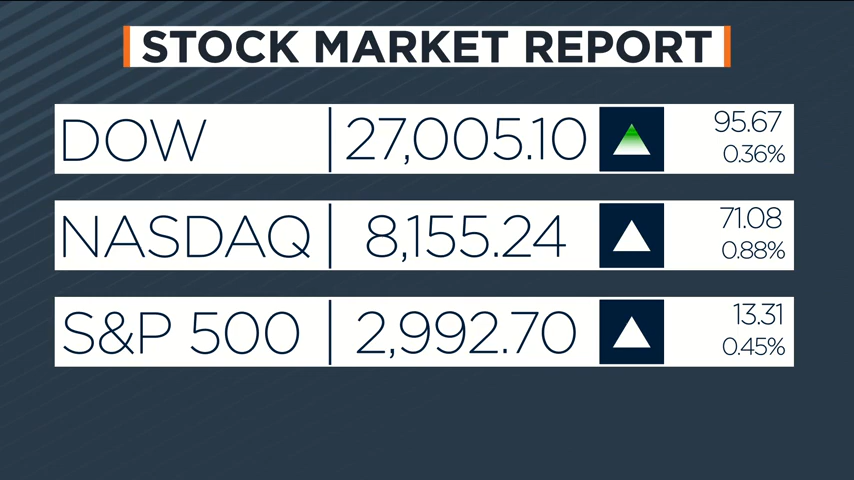 STOCK MARKET REPORT
DOW 27,005.10 95.67
0.36%
NASDAQ 8,155.24 71.08
0.88%
S&P 500 2,992.70 13.31
0.45%